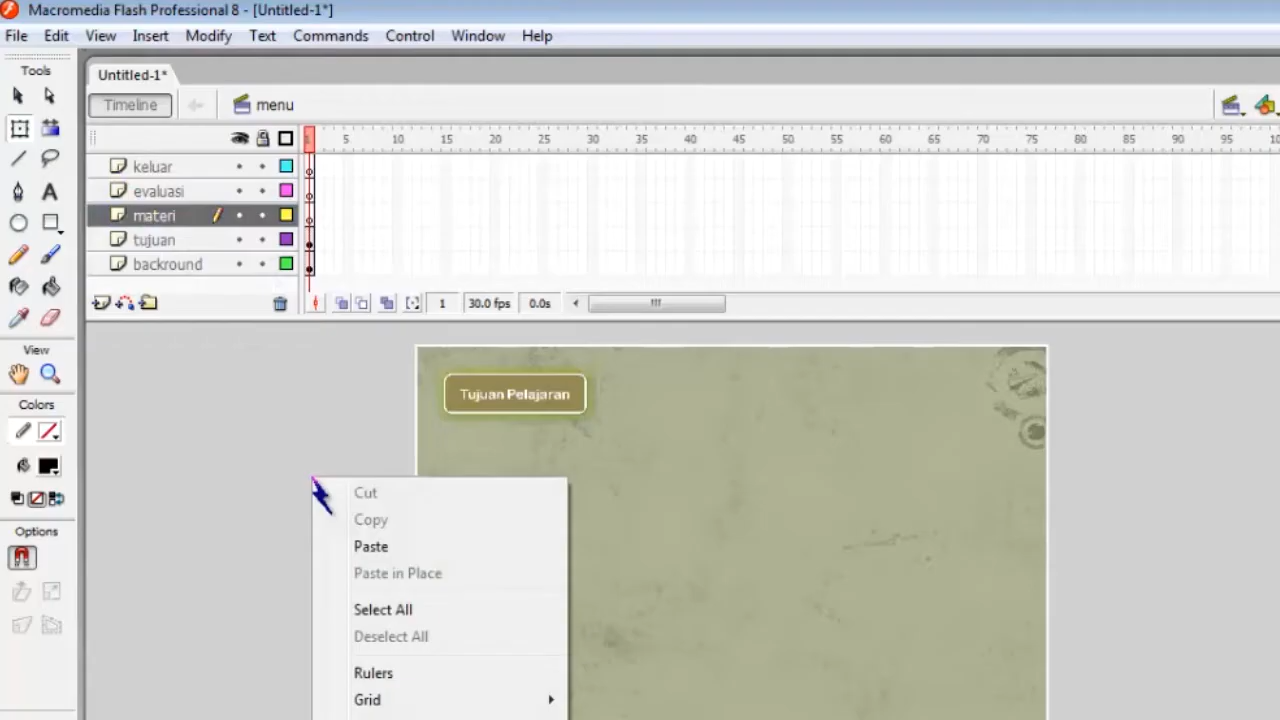 Macromedia Flash Professional 8 - [Untitled-1*]
File Edit View Insert Modify Text Commands Control Window Help
Tools
Untitled-1*
Timeline menu
5 10 15 20 25 30 35 40 45 50 55 60 65 70 75 80 85 90 95 10
keluar
evaluasi
materi
tujuan
backround
1 30.0 fps 0.0s
View
Colors
Options
Tujuan Pelajaran
Cut
Copy
Paste
Paste in Place
Select All
Deselect All
Rulers
Grid